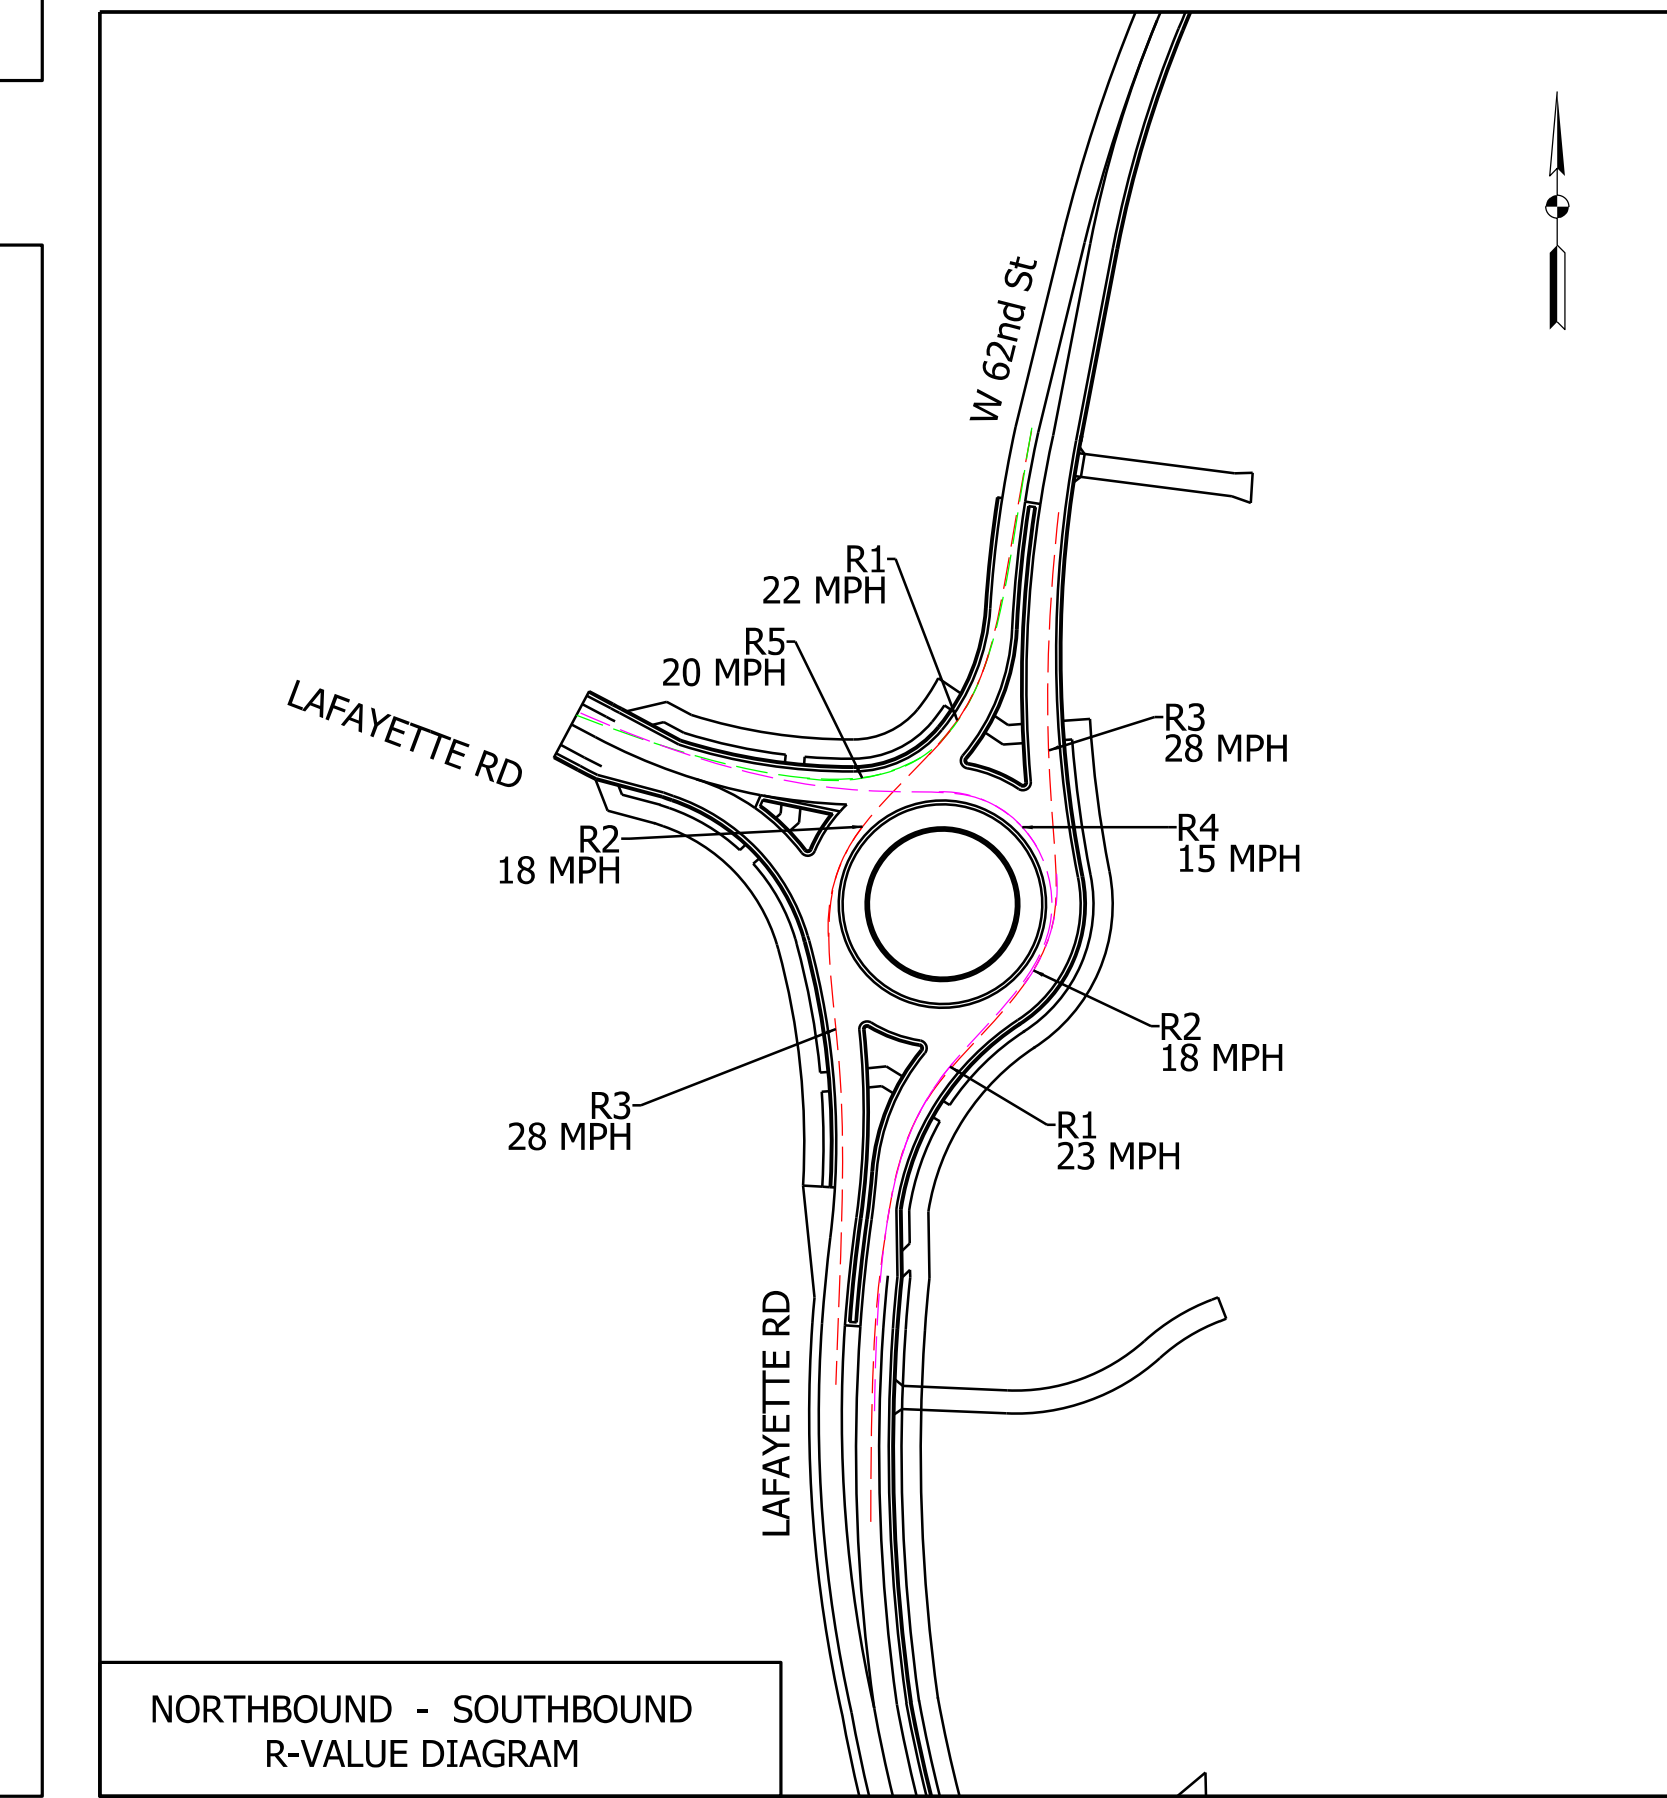 W 62nd St
R1
22 MPH
R5
20 MPH
LAFAYETTE RD
R3
28 MPH
R2
18 MPH
R4
15 MPH
R2
18 MPH
R3
28 MPH
R1
23 MPH
LAFAYETTE RD
NORTHBOUND - SOUTHBOUND
R-VALUE DIAGRAM